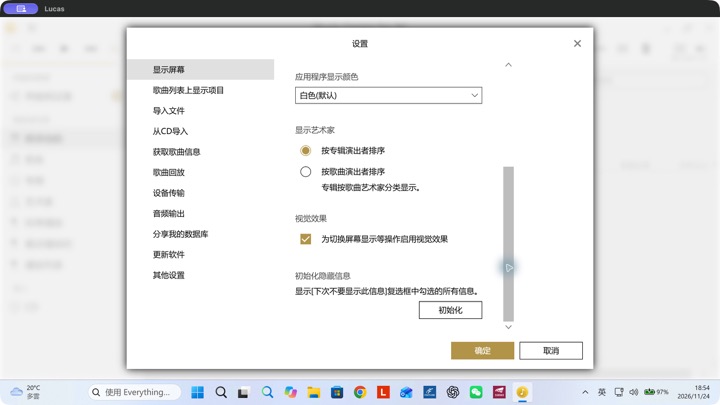 Lucas
设置
显示屏幕
歌曲列表上显示项目
导入文件
从CD导入
获取歌曲信息
歌曲回放
设备传输
音频输出
分享我的数据库
更新软件
其他设置
应用程序显示颜色
白色(默认)
显示艺术家
按专辑演出者排序
按歌曲演出者排序
专辑按歌曲艺术家分类显示。
视觉效果
为切换屏幕显示等操作启用视觉效果
初始化隐藏信息
显示[下次不要显示此信息]复选框中勾选的所有信息。
初始化
确定
取消
20°C
多雲
使用 Everything...
英
97%
18:54
2026/11/24